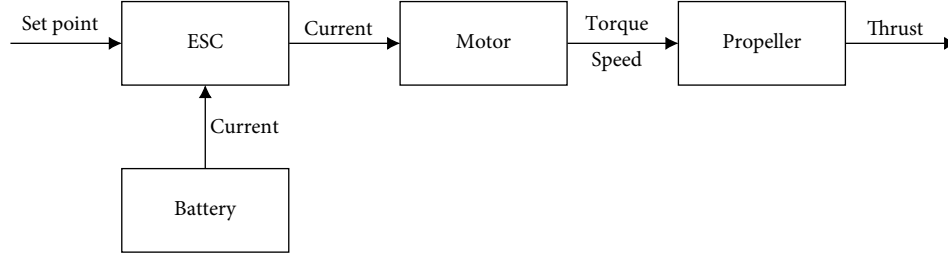 Set point
ESC
Current
Motor
Torque
Speed
Propeller
Thrust
Current
Battery